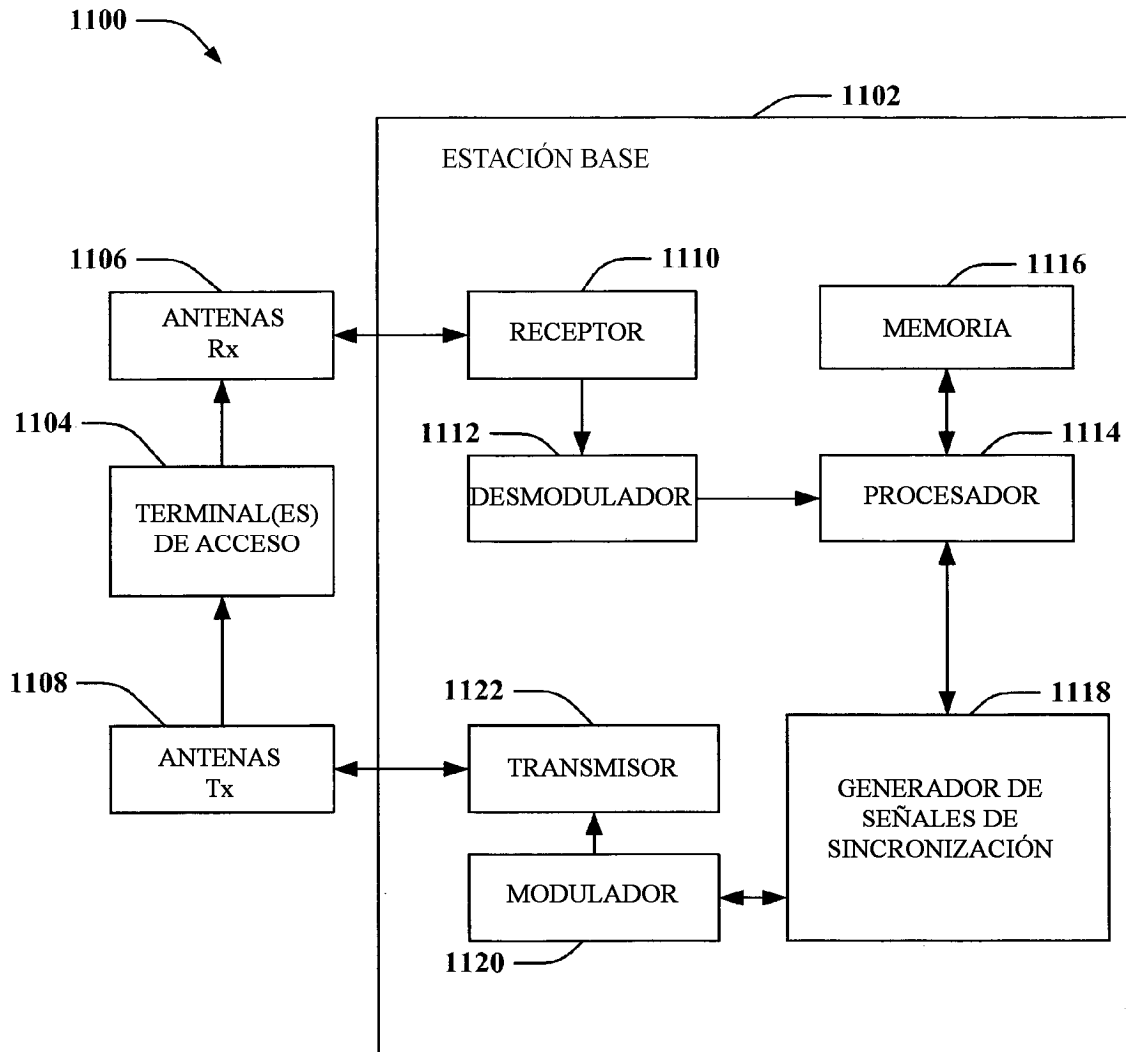 1100
1102
ESTACIÓN BASE
1106
1110
1116
ANTENAS
Rx
RECEPTOR
MEMORIA
1104
1112
1114
TERMINAL(ES)
DE ACCESO
DESMODULADOR
PROCESADOR
1108
1122
1118
ANTENAS
Tx
TRANSMISOR
GENERADOR DE
SEÑALES DE
SINCRONIZACIÓN
MODULADOR
1120